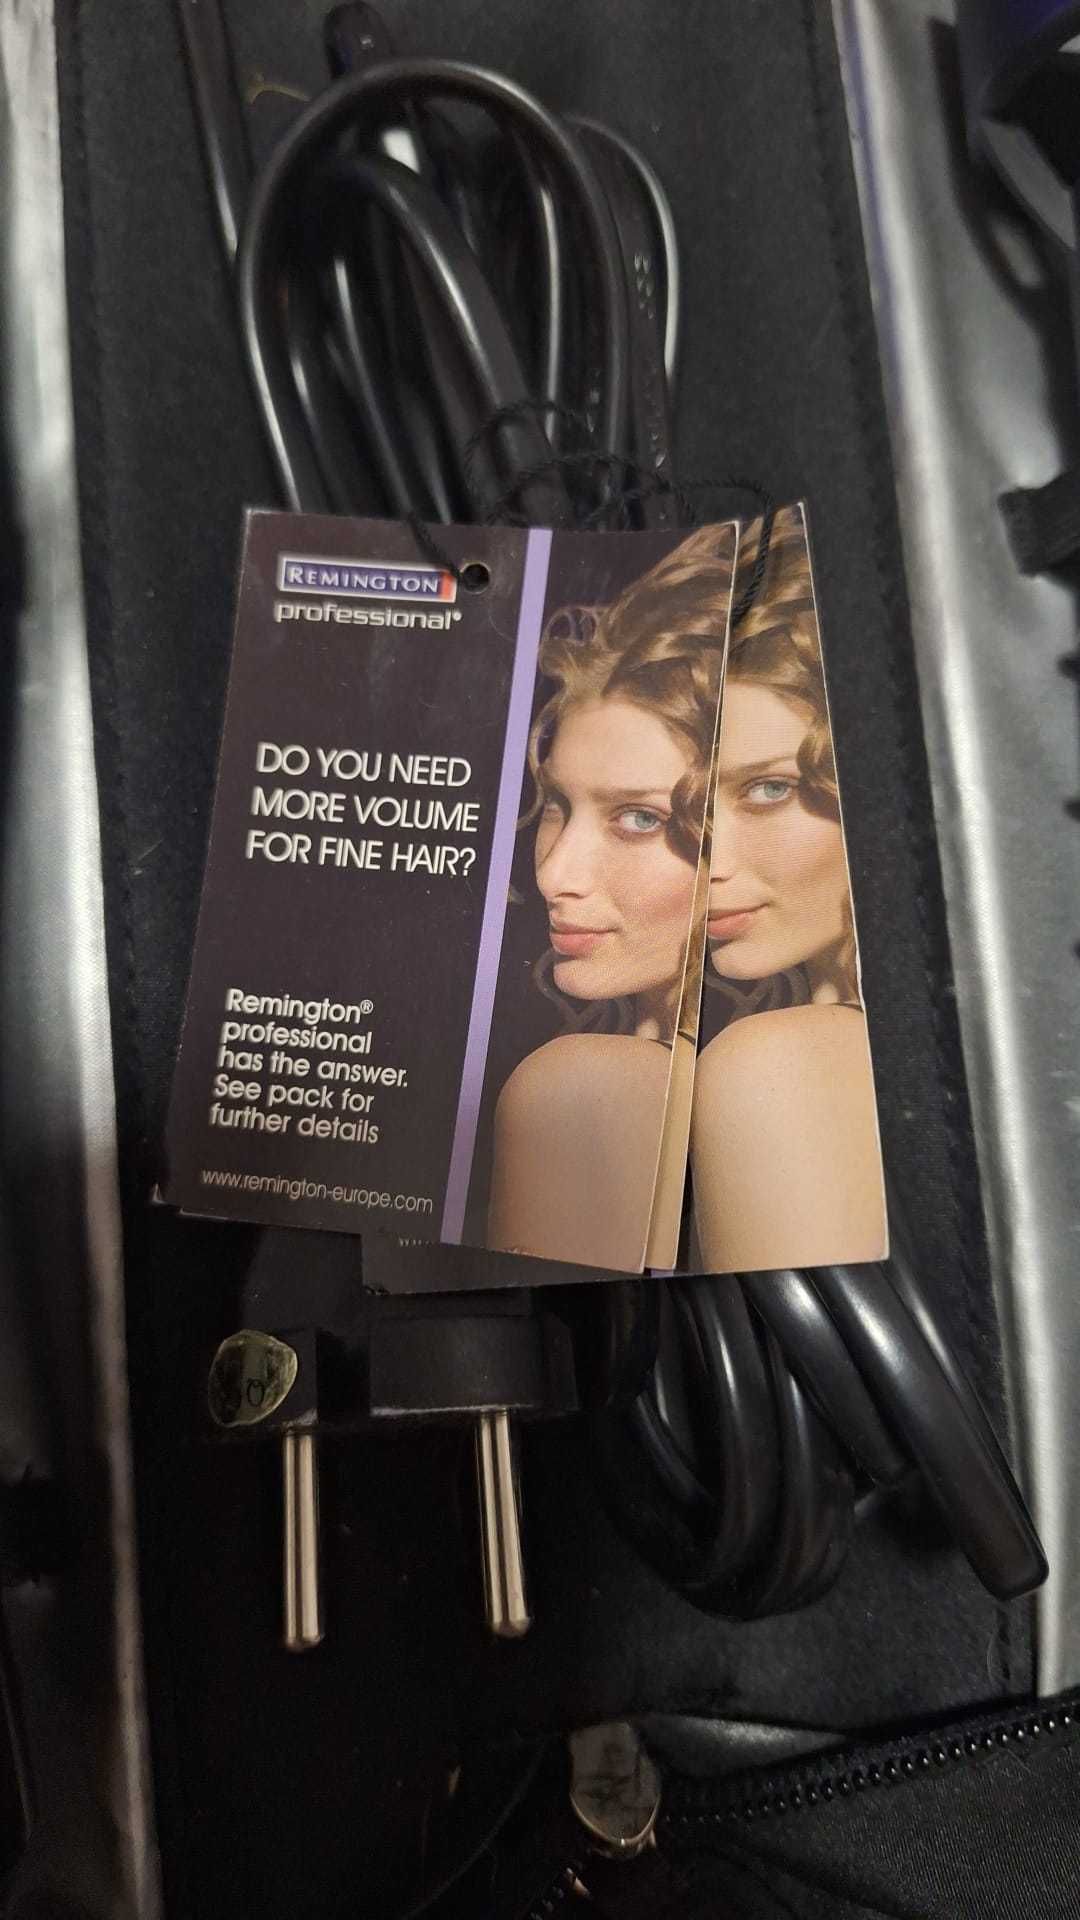 REMINGTON
professional®
DO YOU NEED
MORE VOLUME
FOR FINE HAIR?
Remington®
professional
has the answer.
See pack for
further details
www.remington-europe.com